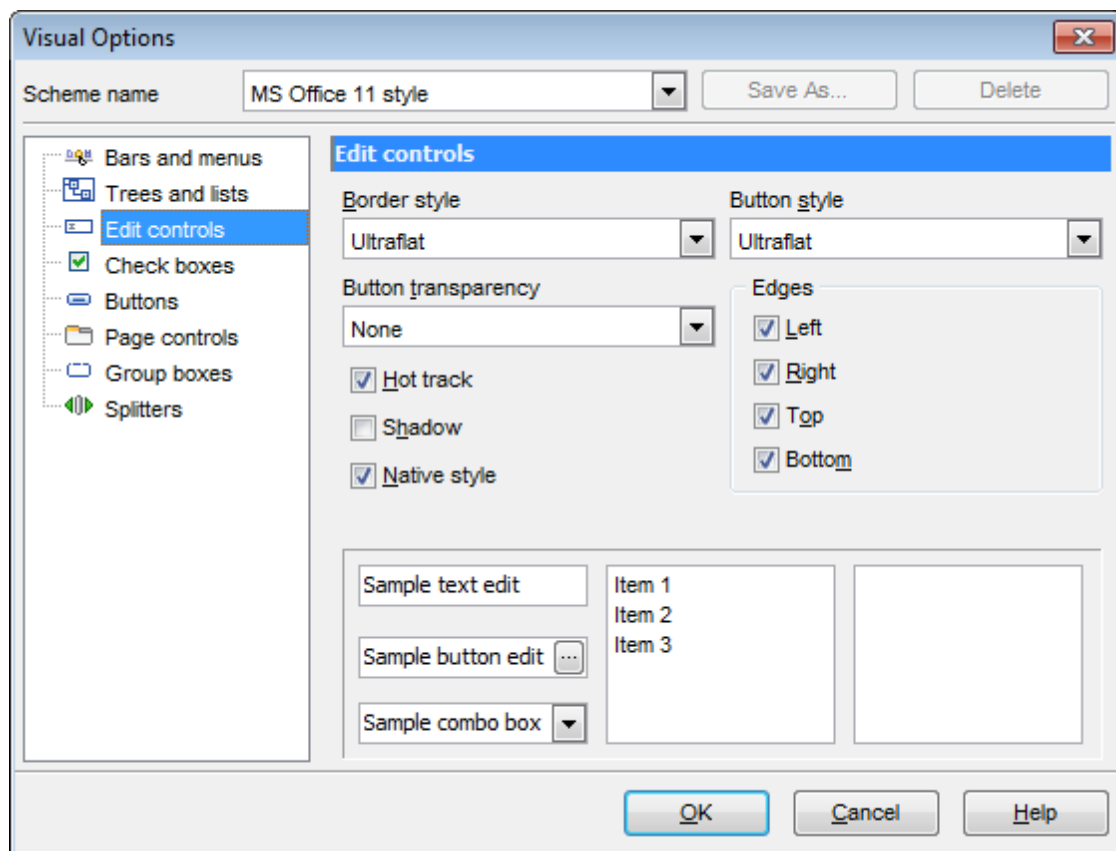 Visual Options
Scheme name
MS Office 11 style
Save As...
Delete
Bars and menus
Trees and lists
Edit controls
Check boxes
Buttons
Page controls
Group boxes
Splitters
Edit controls
Border style
Button style
Ultraflat
Ultraflat
Button transparency
None
Hot track
Shadow
Native style
Edges
Left
Right
Top
Bottom
Sample text edit
Sample button edit ...
Sample combo box
Item 1
Item 2
Item 3
OK
Cancel
Help